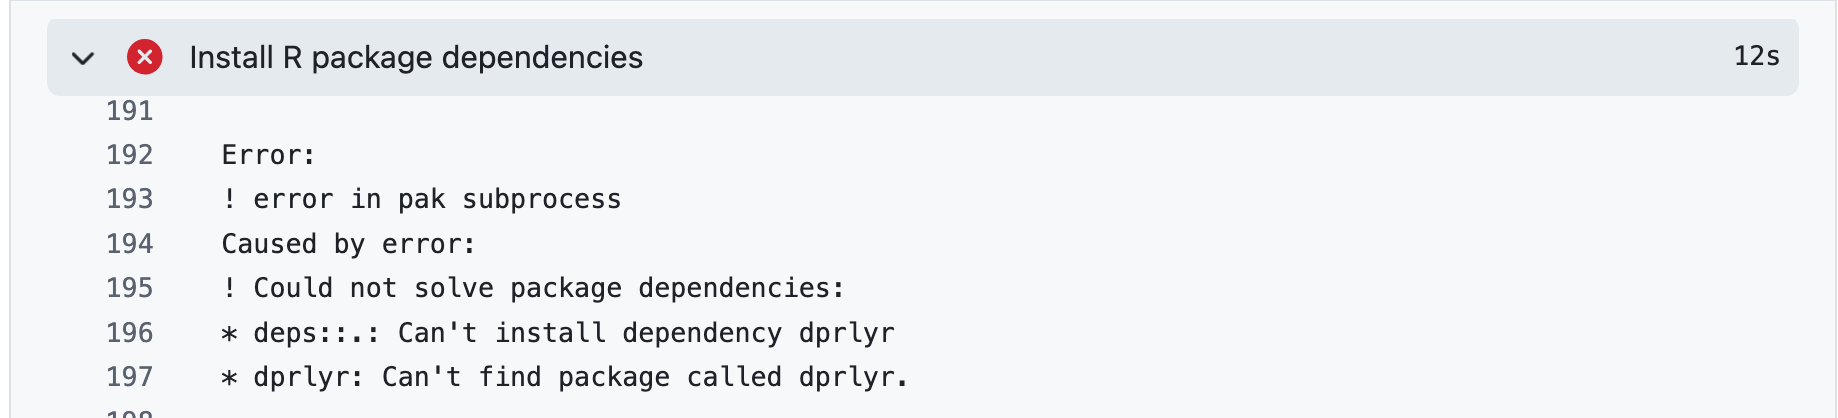 Install R package dependencies 12s
191
192 Error:
193 ! error in pak subprocess
194 Caused by error:
195 ! Could not solve package dependencies:
196 * deps::.: Can't install dependency dprlyr
197 * dprlyr: Can't find package called dprlyr.
198